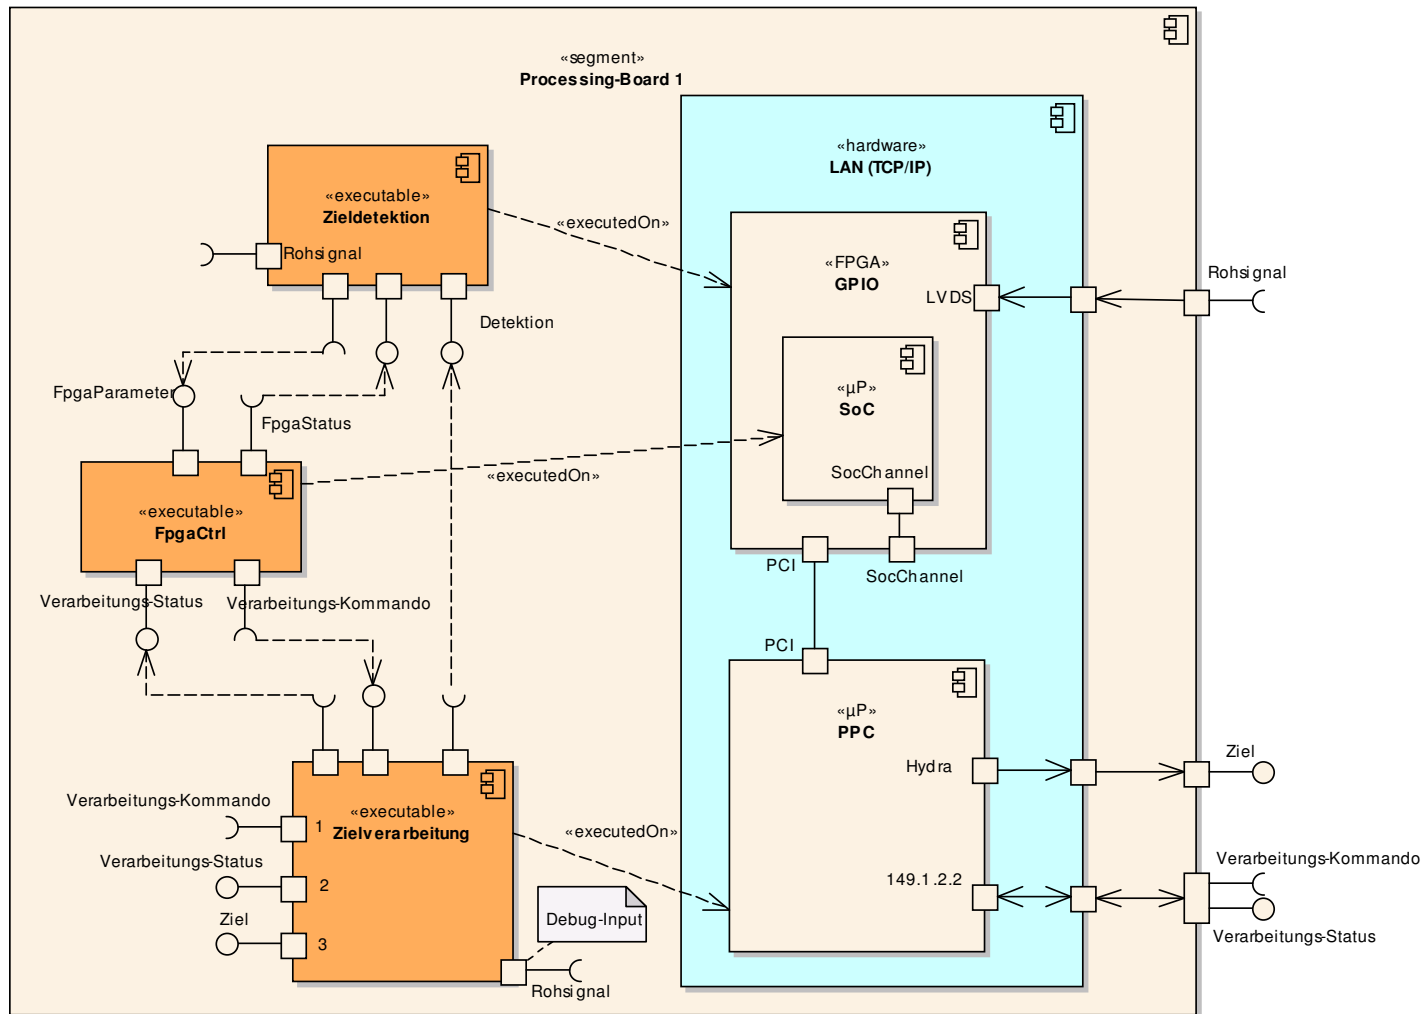 «segment»
Processing-Board 1
«hardware»
LAN (TCP/IP)
«executable»
Zieldetektion
Rohsignal
«executedOn»
«FPGA»
GPIO
LVDS
Rohsignal
Detektion
«µP»
SoC
FpgaParameter
FpgaStatus
SocChannel
«executedOn»
«executable»
FpgaCtrl
PCI
SocChannel
Verarbeitungs-Status
Verarbeitungs-Kommando
PCI
«µP»
PPC
Hydra
Ziel
Verarbeitungs-Kommando
1
«executable»
Zielverarbeitung
«executedOn»
Verarbeitungs-Status
2
149.1.2.2
Verarbeitungs-Kommando
Ziel
3
Debug-Input
Verarbeitungs-Status
Rohsignal